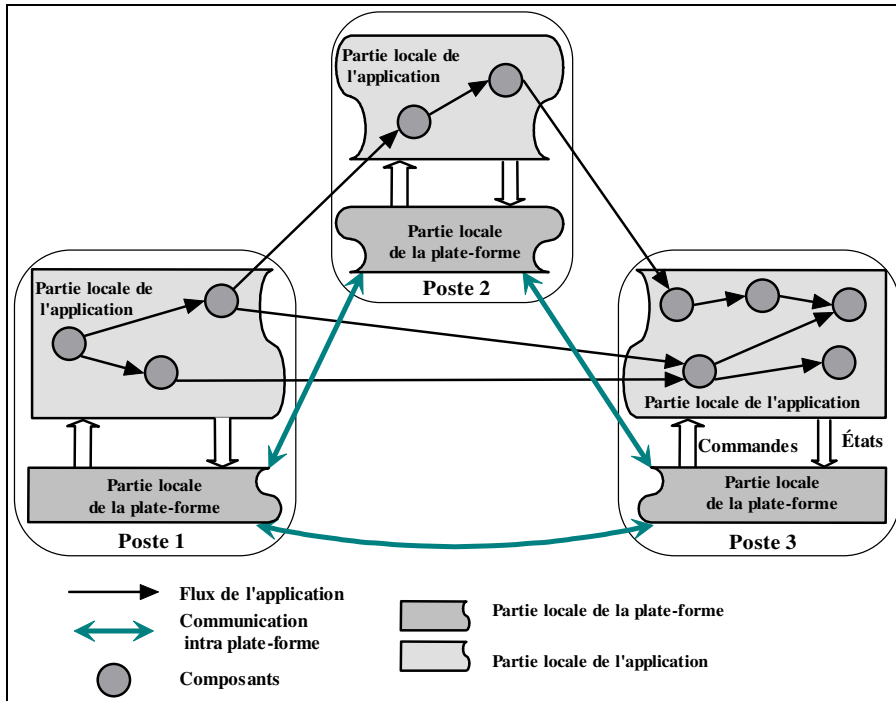 Partie locale de
l'application
Partie locale
de la plate-forme
Poste 2
Partie locale de
l'application
Partie locale
de la plate-forme
Poste 1
Partie locale de l'application
Commandes
États
Partie locale
de la plate-forme
Poste 3
Flux de l'application
Communication
intra plate-forme
Composants
Partie locale de la plate-forme
Partie locale de l'application